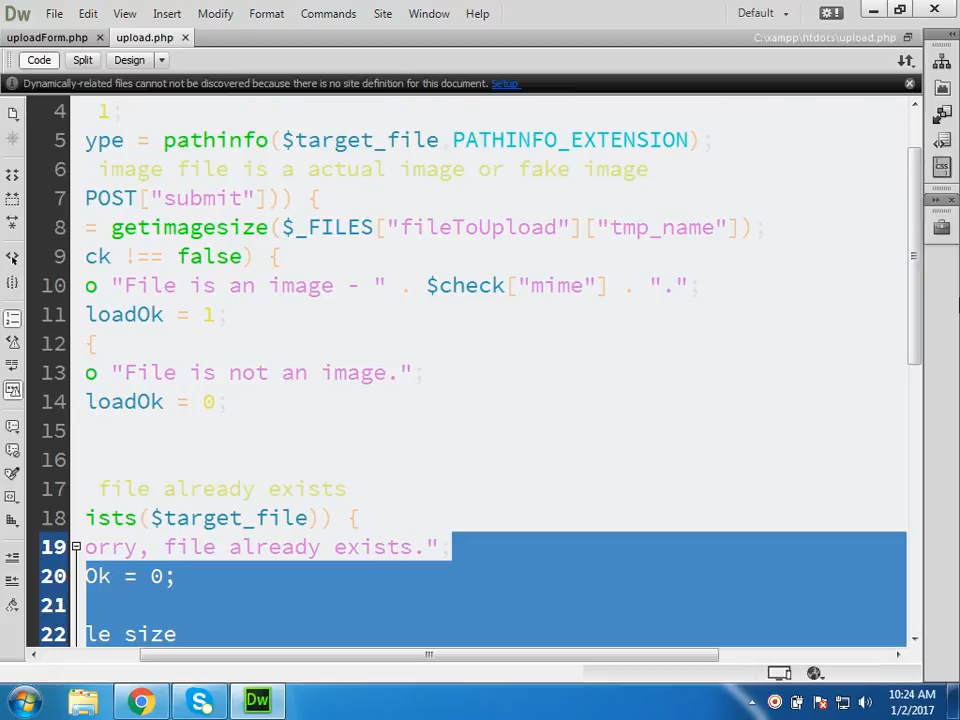 Dw File Edit View Insert Modify Format Commands Site Window Help Default
uploadForm.php × upload.php × C:\xampp\htdocs\upload.php
Code Split Design
Dynamically-related files cannot not be discovered because there is no site definition for this document. Setup
4 1;
5 ype = pathinfo($target_file,PATHINFO_EXTENSION);
6 image file is a actual image or fake image
7 POST["submit"])) {
8 = getimagesize($_FILES["fileToUpload"]["tmp_name"]);
9 ck !== false) {
10 o "File is an image - " . $check["mime"] . ".";
11 loadOk = 1;
12 {
13 o "File is not an image.";
14 loadOk = 0;
15
16
17 file already exists
18 ists($target_file)) {
19 orry, file already exists.";
20 Ok = 0;
21
22 le size
CSS
Dw
10:24 AM
1/2/2017